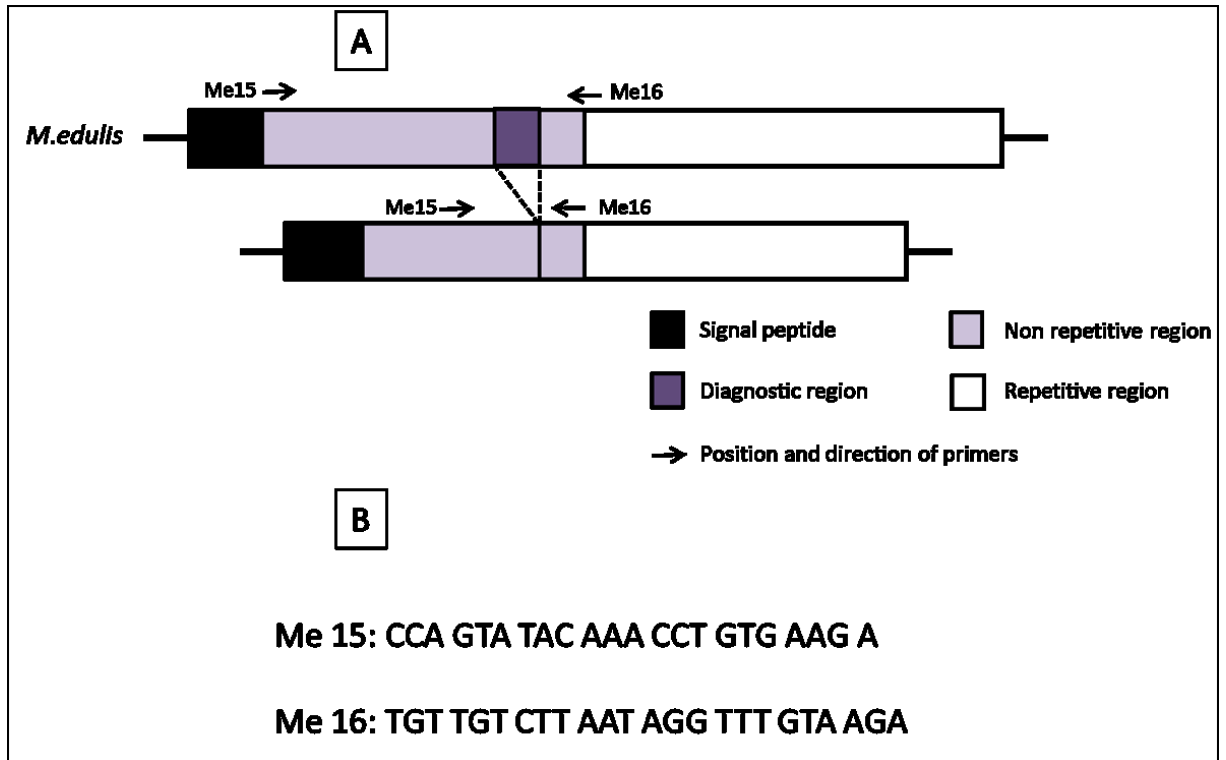 A
Me15
Me16
M.edulis
Me15
Me16
Signal peptide
Non repetitive region
Diagnostic region
Repetitive region
Position and direction of primers
B
Me 15: CCA GTA TAC AAA CCT GTG AAG A
Me 16: TGT TGT CTT AAT AGG TTT GTA AGA